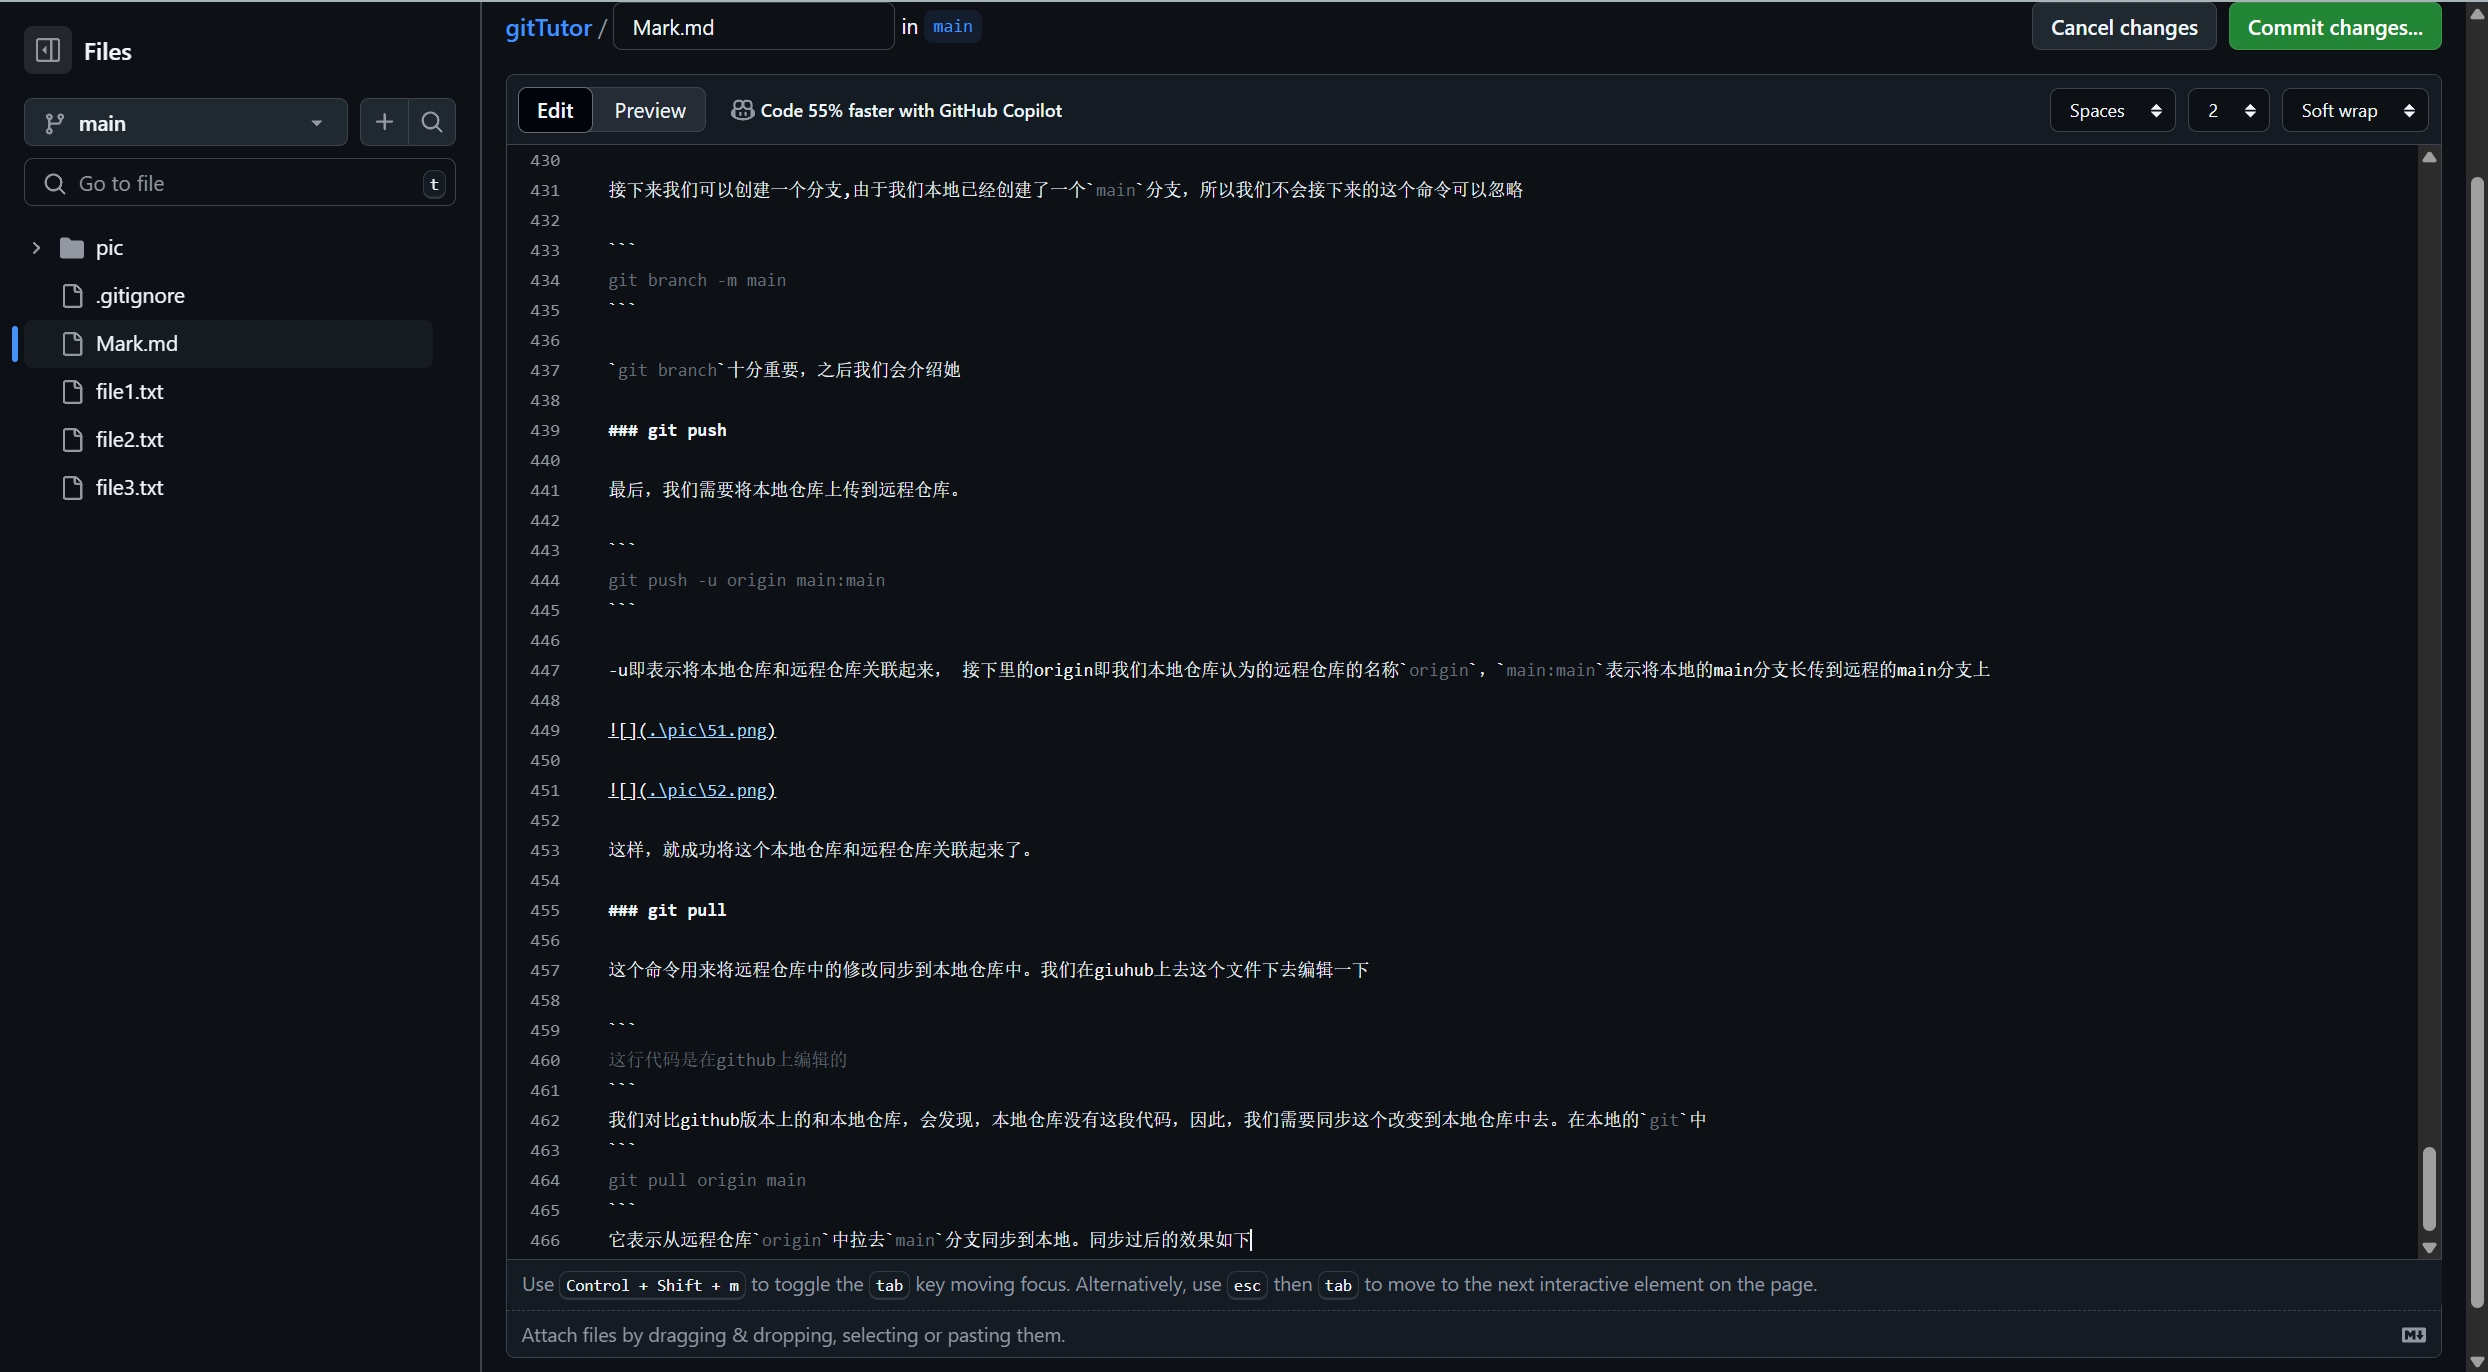 Files
main
Go to file
t
pic
.gitignore
Mark.md
file1.txt
file2.txt
file3.txt
gitTutor / Mark.md in main
Cancel changes
Commit changes...
Edit Preview Code 55% faster with GitHub Copilot
Spaces 2 Soft wrap
430
431 接下来我们可以创建一个分支,由于我们本地已经创建了一个`main`分支，所以我们不会接下来的这个命令可以忽略
432
433 ```
434 git branch -m main
435 ```
436
437 `git branch`十分重要，之后我们会介绍她
438
439 ### git push
440
441 最后，我们需要将本地仓库上传到远程仓库。
442
443 ```
444 git push -u origin main:main
445 ```
446
447 -u即表示将本地仓库和远程仓库关联起来， 接下里的origin即我们本地仓库认为的远程仓库的名称`origin`，`main:main`表示将本地的main分支长传到远程的main分支上
448
449 ![](.\pic\51.png)
450
451 ![](.\pic\52.png)
452
453 这样，就成功将这个本地仓库和远程仓库关联起来了。
454
455 ### git pull
456
457 这个命令用来将远程仓库中的修改同步到本地仓库中。我们在giuhub上去这个文件下去编辑一下
458
459 ```
460 这行代码是在github上编辑的
461 ```
462 我们对比github版本上的和本地仓库，会发现，本地仓库没有这段代码，因此，我们需要同步这个改变到本地仓库中去。在本地的`git`中
463 ```
464 git pull origin main
465 ```
466 它表示从远程仓库`origin`中拉去`main`分支同步到本地。同步过后的效果如下
Use Control + Shift + m to toggle the tab key moving focus. Alternatively, use esc then tab to move to the next interactive element on the page.
Attach files by dragging & dropping, selecting or pasting them.